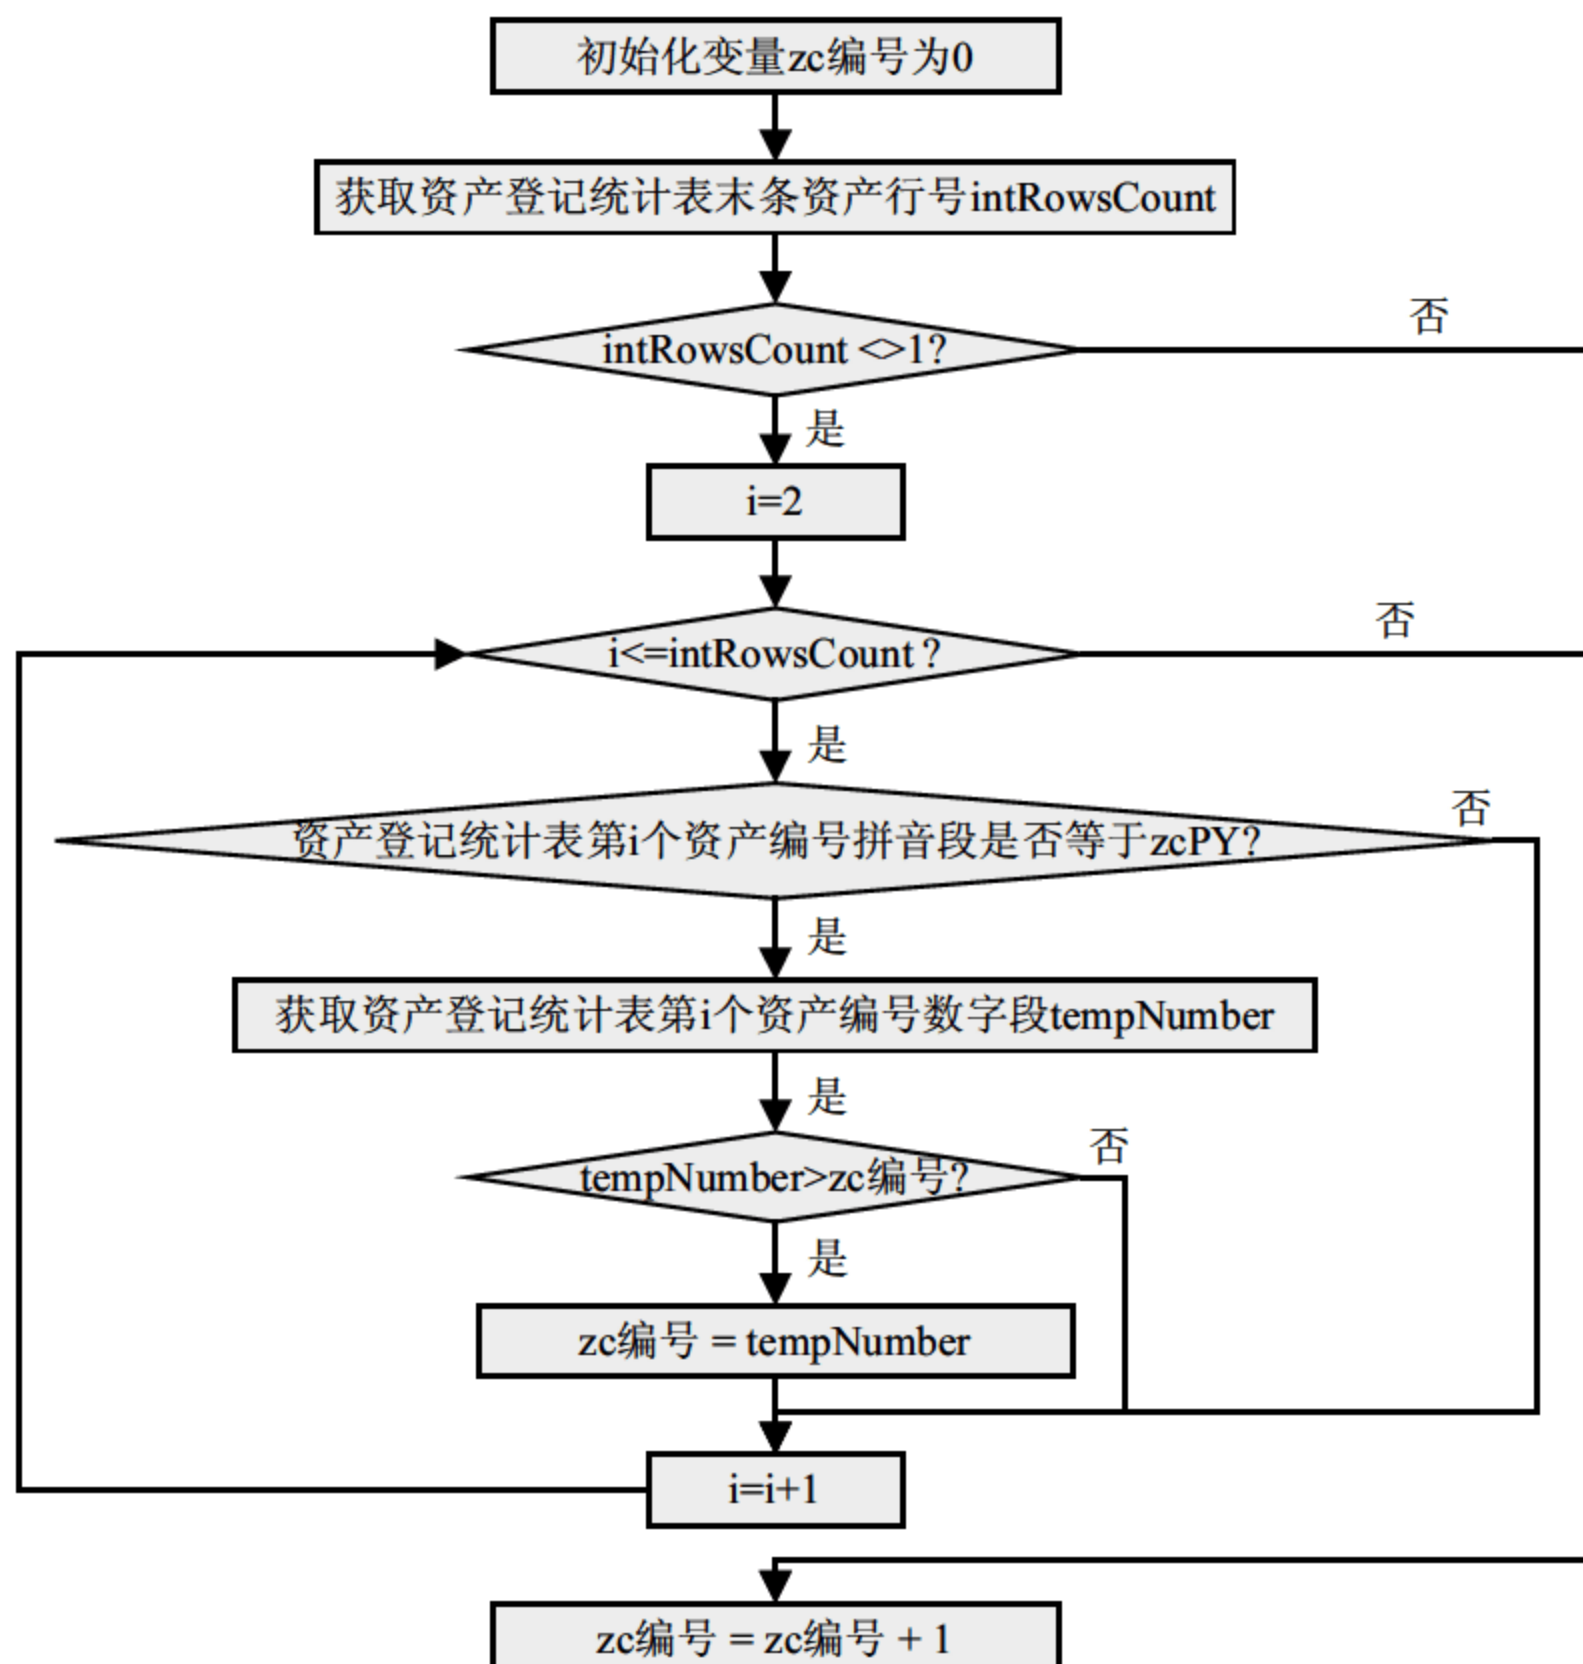 初始化变量zc编号为0
获取资产登记统计表末条资产行号intRowsCount
intRowsCount <>1?
否
是
i=2
i<=intRowsCount ?
否
是
资产登记统计表第i个资产编号拼音段是否等于zcPY?
否
是
获取资产登记统计表第i个资产编号数字段tempNumber
是
tempNumber>zc编号?
否
是
zc编号 = tempNumber
i=i+1
zc编号 = zc编号 + 1